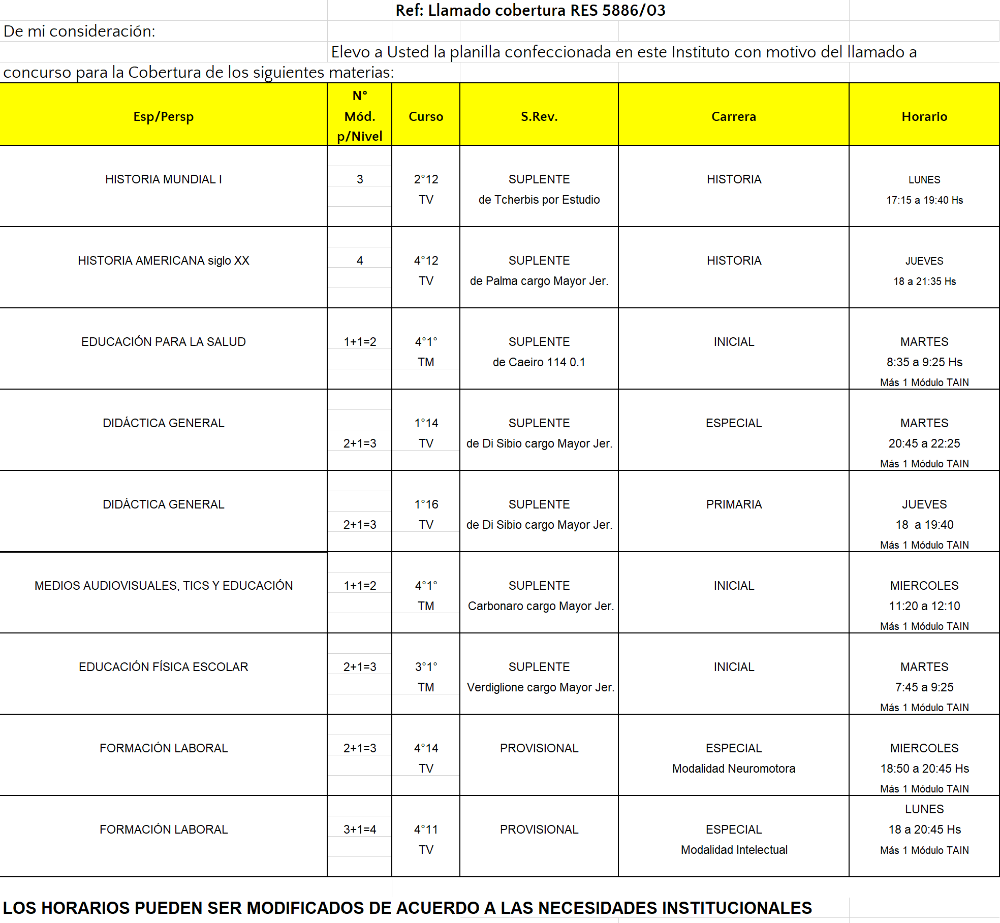 Ref: Llamado cobertura RES 5886/03
De mi consideración:
Elevo a Usted la planilla confeccionada en este Instituto con motivo del llamado a
concurso para la Cobertura de los siguientes materias:
Esp/Persp
N°
Mód.
p/Nivel
Curso
S.Rev.
Carrera
Horario
HISTORIA MUNDIAL I
3
2°12
TV
SUPLENTE
de Tcherbis por Estudio
HISTORIA
LUNES
17:15 a 19:40 Hs
HISTORIA AMERICANA siglo XX
4
4°12
TV
SUPLENTE
de Palma cargo Mayor Jer.
HISTORIA
JUEVES
18 a 21:35 Hs
EDUCACIÓN PARA LA SALUD
1+1=2
4°1°
TM
SUPLENTE
de Caeiro 114 0.1
INICIAL
MARTES
8:35 a 9:25 Hs
Más 1 Módulo TAIN
DIDÁCTICA GENERAL
2+1=3
1°14
TV
SUPLENTE
de Di Sibio cargo Mayor Jer.
ESPECIAL
MARTES
20:45 a 22:25
Más 1 Módulo TAIN
DIDÁCTICA GENERAL
2+1=3
1°16
TV
SUPLENTE
de Di Sibio cargo Mayor Jer.
PRIMARIA
JUEVES
18  a 19:40
Más 1 Módulo TAIN
MEDIOS AUDIOVISUALES, TICS Y EDUCACIÓN
1+1=2
4°1°
TM
SUPLENTE
Carbonaro cargo Mayor Jer.
INICIAL
MIERCOLES
11:20 a 12:10
Más 1 Módulo TAIN
EDUCACIÓN FÍSICA ESCOLAR
2+1=3
3°1°
TM
SUPLENTE
Verdiglione cargo Mayor Jer.
INICIAL
MARTES
7:45 a 9:25
Más 1 Módulo TAIN
FORMACIÓN LABORAL
2+1=3
4°14
TV
PROVISIONAL
ESPECIAL
Modalidad Neuromotora
MIERCOLES
18:50 a 20:45 Hs
Más 1 Módulo TAIN
FORMACIÓN LABORAL
3+1=4
4°11
TV
PROVISIONAL
ESPECIAL
Modalidad Intelectual
LUNES
18 a 20:45 Hs
Más 1 Módulo TAIN
LOS HORARIOS PUEDEN SER MODIFICADOS DE ACUERDO A LAS NECESIDADES INSTITUCIONALES